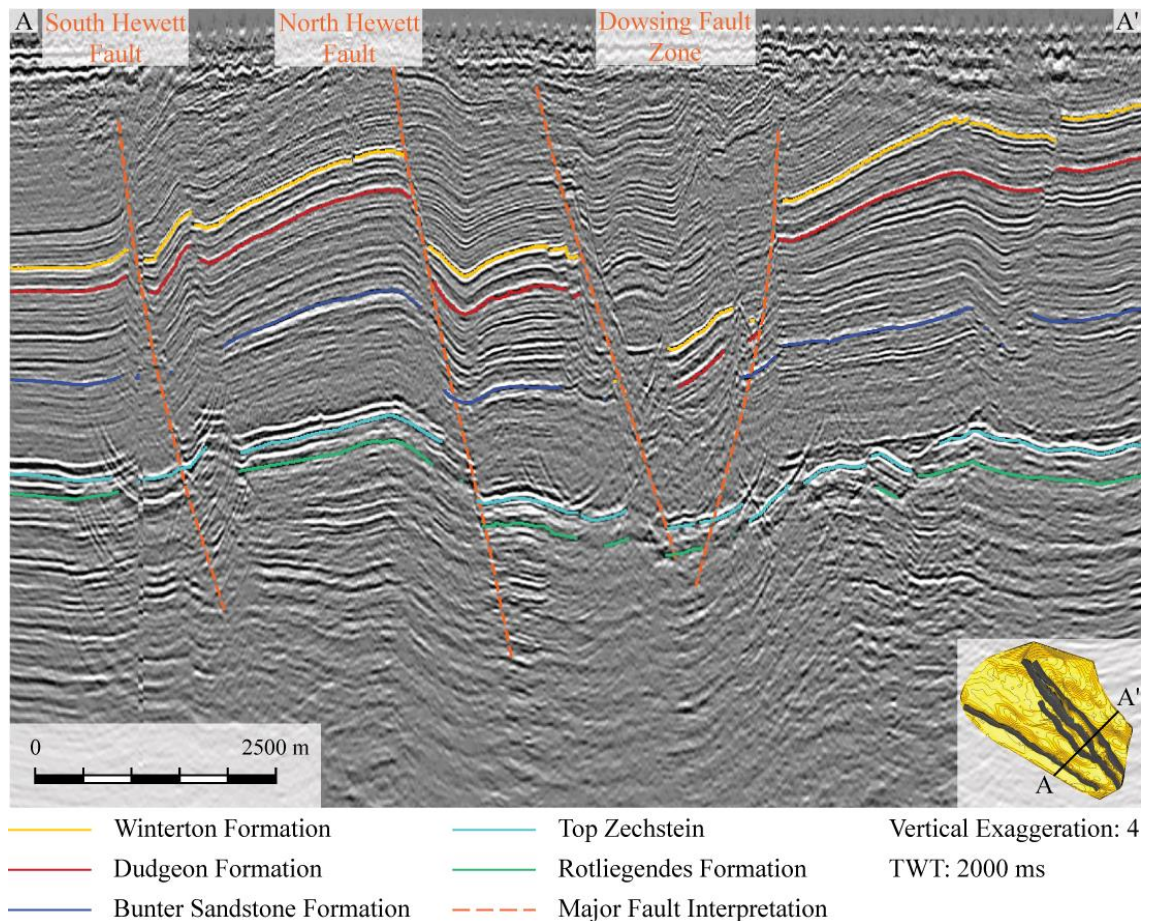 A
South Hewett
Fault
North Hewett
Fault
Dowsing Fault
Zone
A'
0
2500 m
A'
A
Winterton Formation
Top Zechstein
Vertical Exaggeration: 4
Dudgeon Formation
Rotliegendes Formation
TWT: 2000 ms
Bunter Sandstone Formation
Major Fault Interpretation